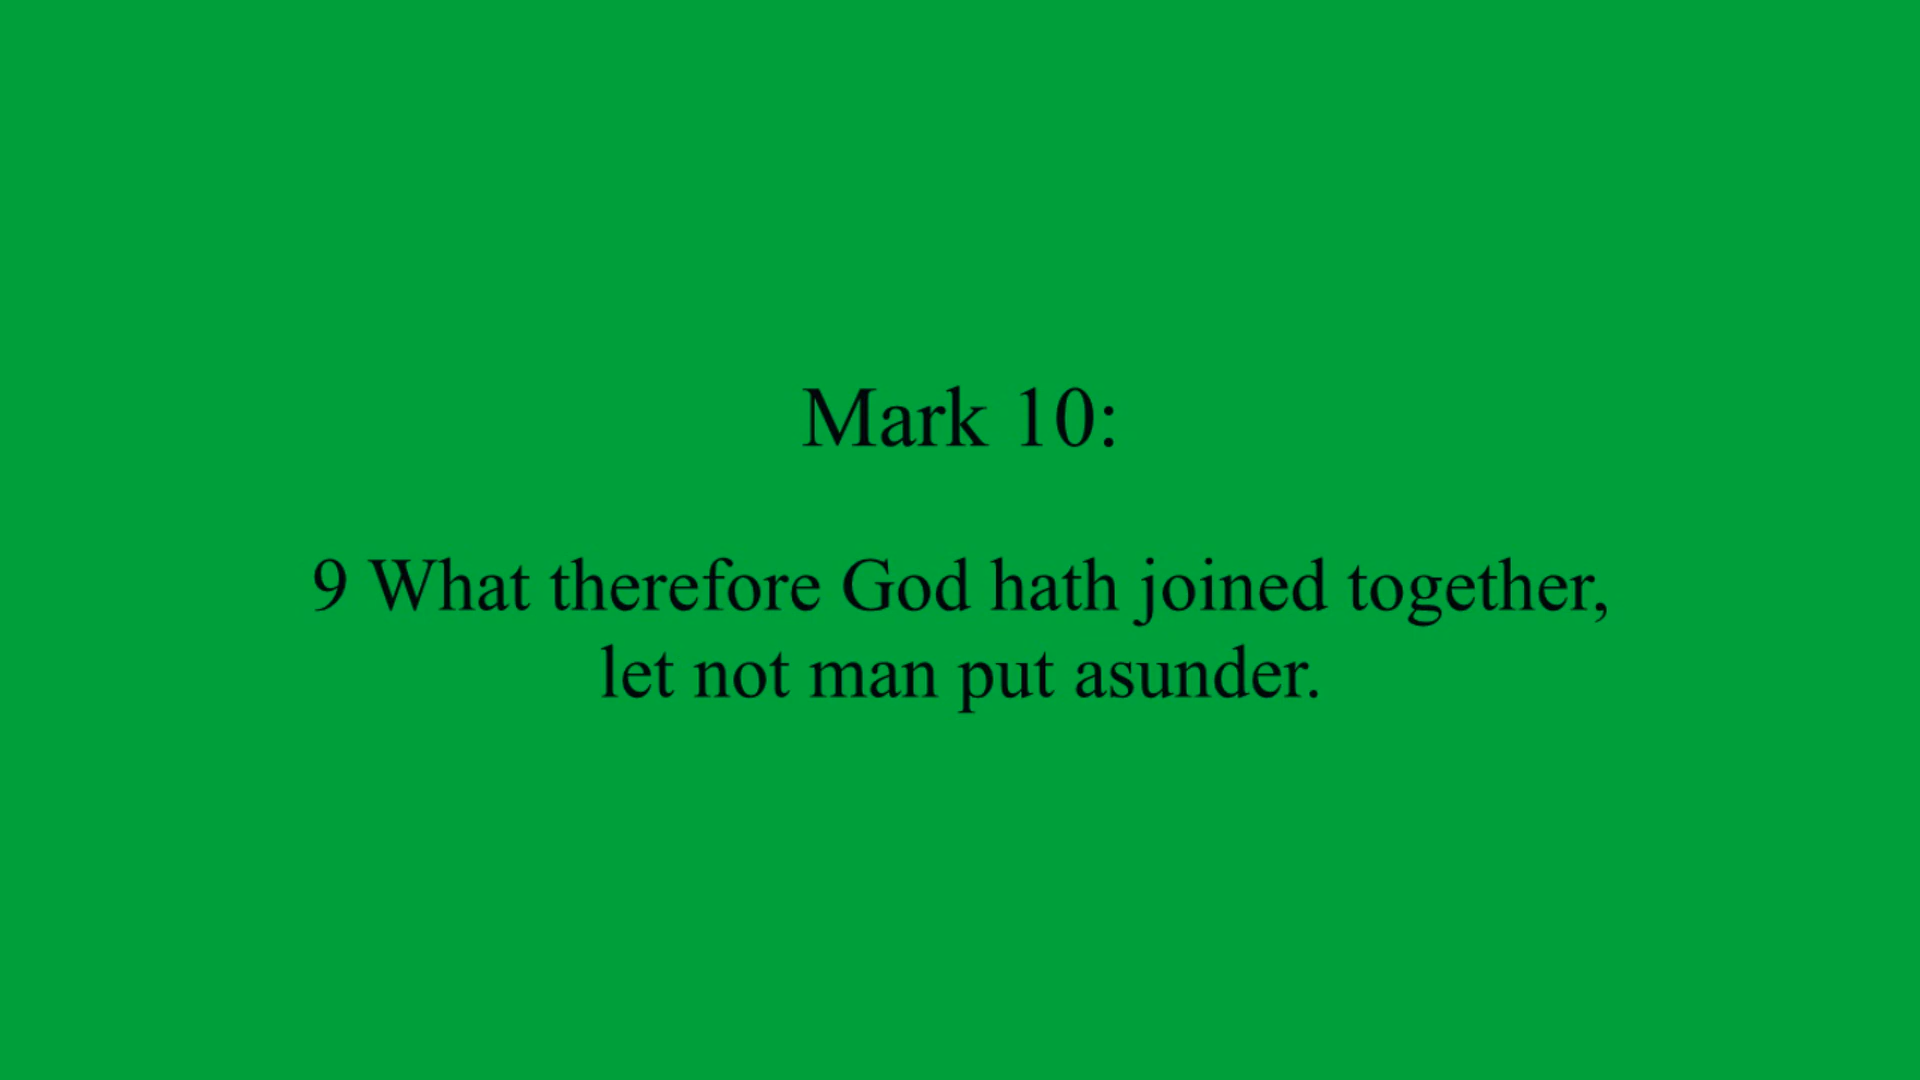 Mark 10:
9 What therefore God hath joined together,
let not man put asunder.